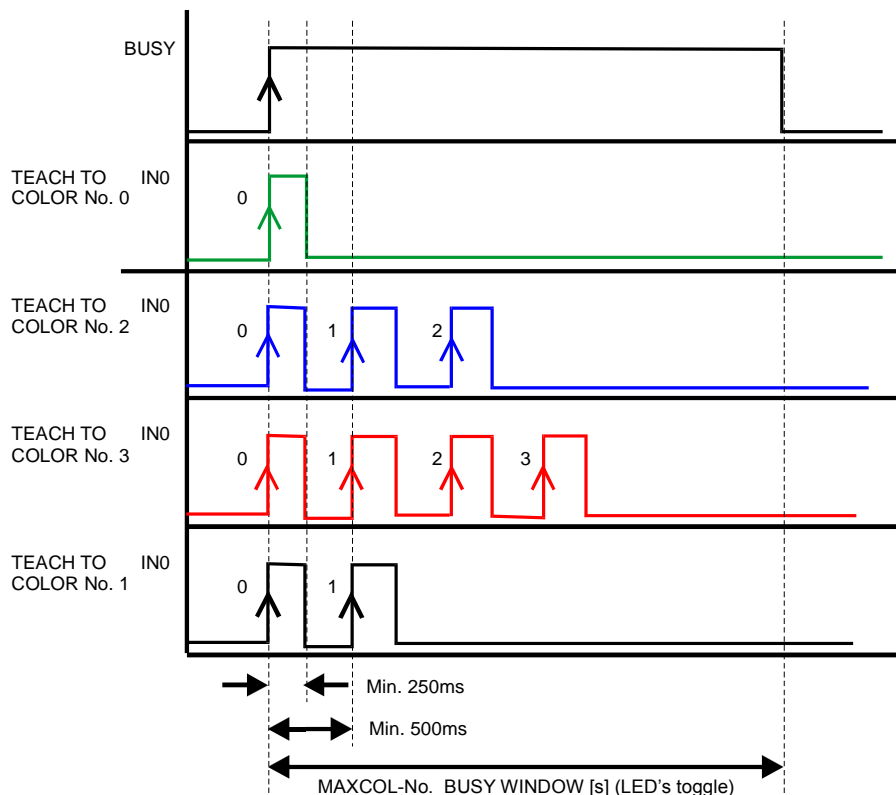 BUSY
TEACH TO IN0
COLOR No. 0
0
TEACH TO IN0
COLOR No. 2
0 1 2
TEACH TO IN0
COLOR No. 3
0 1 2 3
TEACH TO IN0
COLOR No. 1
0 1
Min. 250ms
Min. 500ms
MAXCOL-No. BUSY WINDOW [s] (LED's toggle)